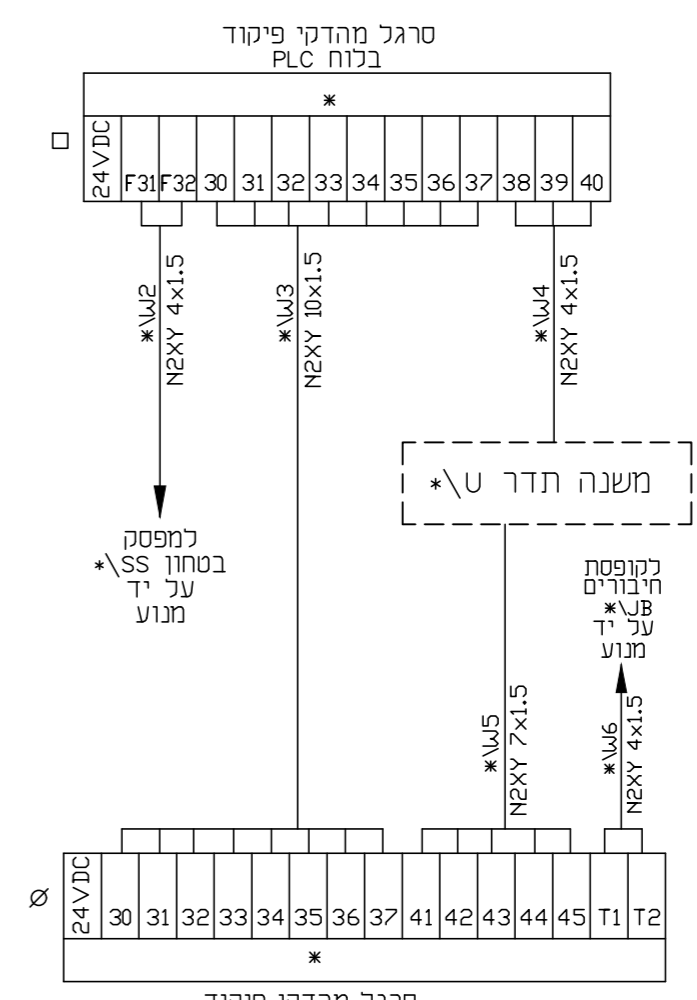 סרגל מהדקי פיקוד
בלוח PLC
*
24VDC F31 F32 30 31 32 33 34 35 36 37 38 39 40
*\W2
N2XY 4x1.5
*\W3
N2XY 10x1.5
*\W4
N2XY 4x1.5
משנה תדר U\*
למפסק
בטחון SS\*
על יד
מנוע
לקופסת
חיבורים
*\JB
על יד
מנוע
*\W5
N2XY 7x1.5
*\W6
N2XY 4x1.5
24VDC 30 31 32 33 34 35 36 37 41 42 43 44 45 T1 T2
*
סרגל מהדקי פיקוד